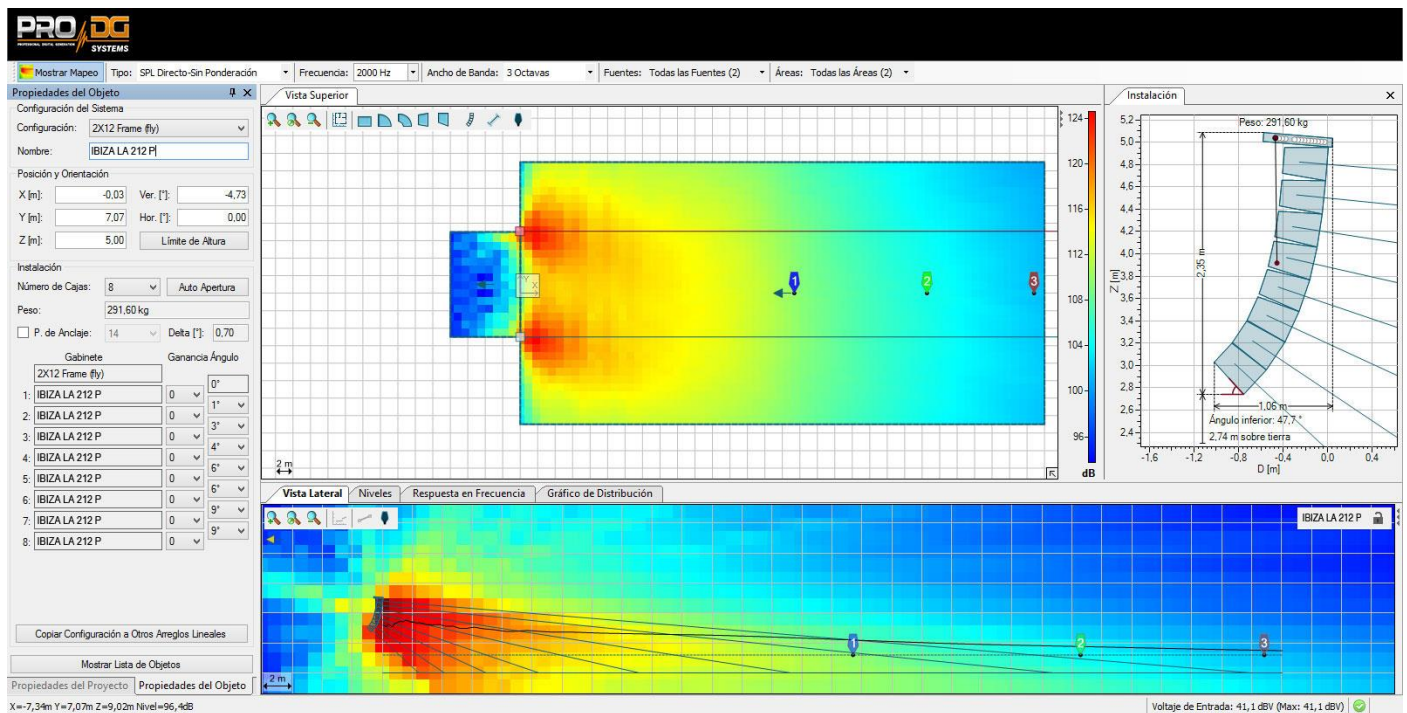 PRO DG
PROFESSIONAL DIGITAL GENERATION
SYSTEMS
Mostrar Mapeo Tipo: SPL Directo-Sin Ponderación Frecuencia: 2000 Hz Ancho de Banda: 3 Octavas Fuentes: Todas las Fuentes (2) Áreas: Todas las Áreas (2)
Propiedades del Objeto
Configuración del Sistema
Configuración: 2X12 Frame (fly)
Nombre: IBIZA LA 212 P
Posición y Orientación
X [m]: -0,03 Ver. [°]: -4,73
Y [m]: 7,07 Hor. [°]: 0,00
Z [m]: 5,00 Límite de Altura
Instalación
Número de Cajas: 8 Auto Apertura
Peso: 291,60 kg
P. de Anclaje: 14 Delta [°]: 0,70
Gabinete Ganancia Ángulo
2X12 Frame (fly)
0°
1: IBIZA LA 212 P 0
1°
2: IBIZA LA 212 P 0
3°
3: IBIZA LA 212 P 0
4°
4: IBIZA LA 212 P 0
6°
5: IBIZA LA 212 P 0
6°
6: IBIZA LA 212 P 0
9°
7: IBIZA LA 212 P 0
9°
8: IBIZA LA 212 P 0
Copiar Configuración a Otros Arreglos Lineales
Mostrar Lista de Objetos
Propiedades del Proyecto Propiedades del Objeto
X=-7,34m Y=7,07m Z=9,02m Nivel=96,4dB
Vista Superior
Y
X
1
2
3
2 m
124
120
116
112
108
104
100
96
dB
Vista Lateral Niveles Respuesta en Frecuencia Gráfico de Distribución
IBIZA LA 212 P
1
2
3
2 m
Instalación
Peso: 291,60 kg
5,2
5,0
4,8
4,6
4,4
4,2
4,0
3,8
3,6
3,4
3,2
3,0
2,8
2,6
2,4
Z [m]
2,35 m
1,06 m
Ángulo inferior: 47,7 °
2,74 m sobre tierra
-1,6 -1,2 -0,8 -0,4 0,0 0,4
D [m]
Voltaje de Entrada: 41,1 dBV (Max: 41,1 dBV)